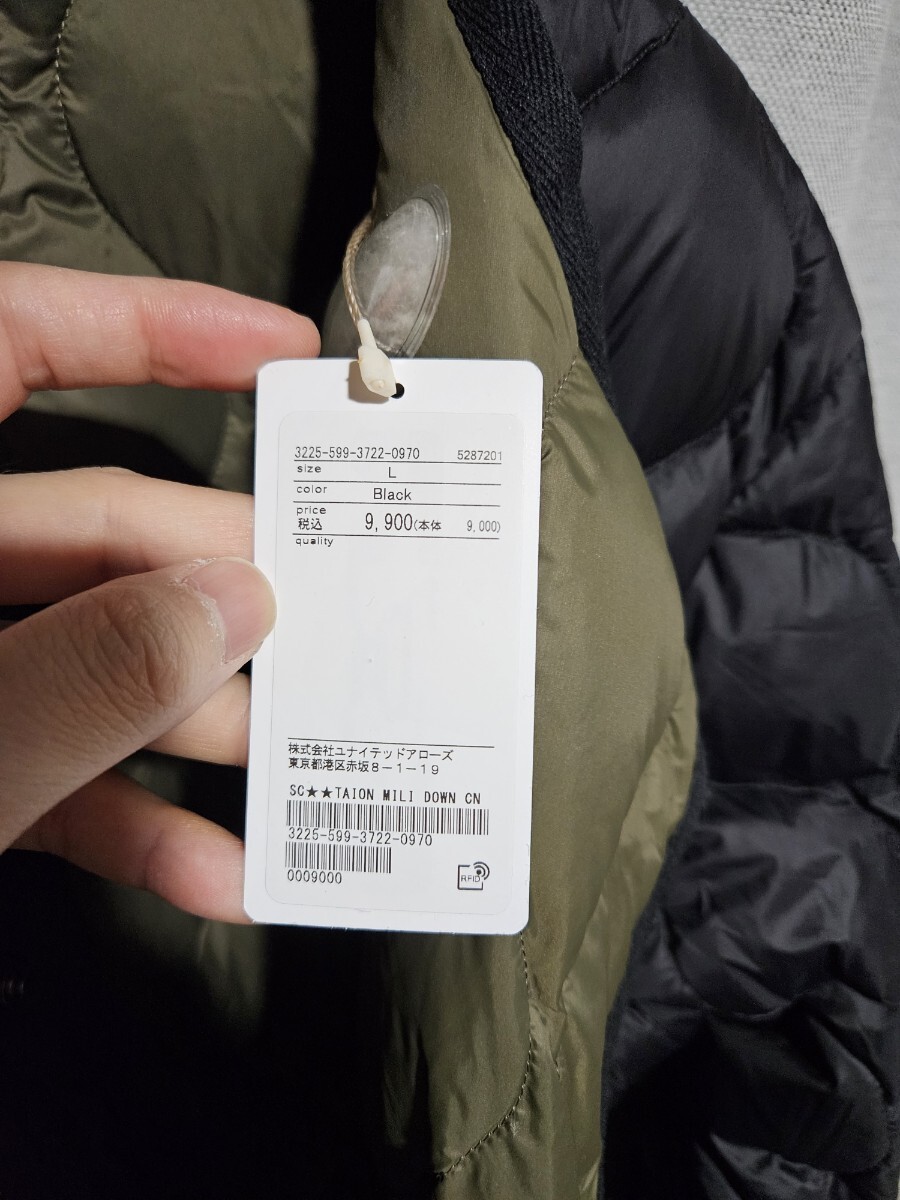 3225-599-3722-0970 5287201
size L
color Black
price
税込 9,900(本体 9,000)
quality
株式会社ユナイテッドアローズ
東京都港区赤坂8-1-19
SC★★TAION MILI DOWN CN
3225-599-3722-0970
0009000
RFID